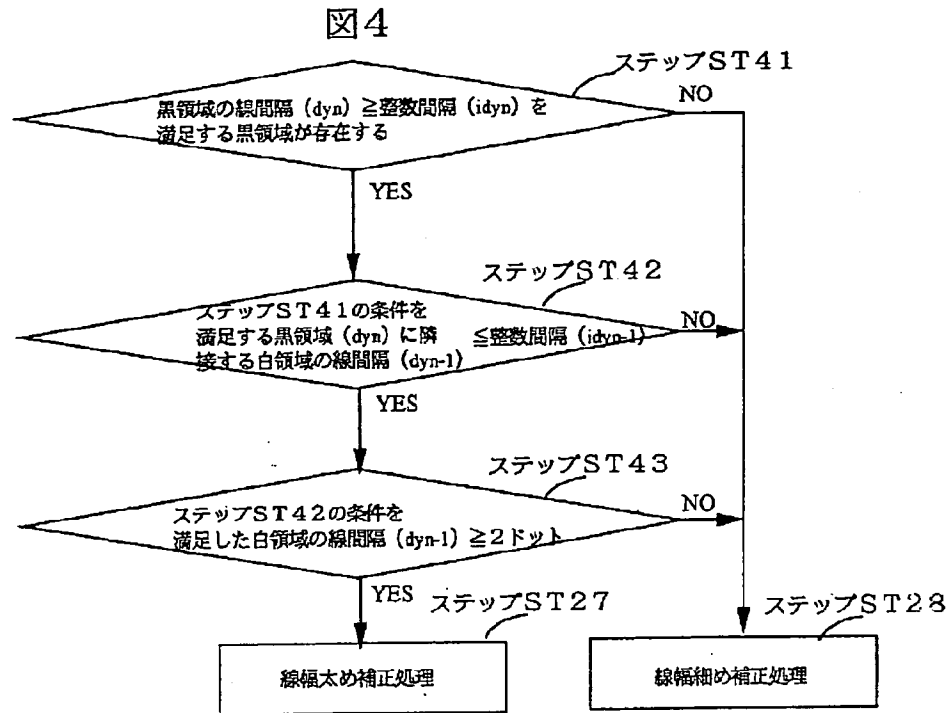 図4
ステップST41
黒領域の線間隔(dyn)≧整数間隔(idyn)を
満足する黒領域が存在する
NO
YES
ステップST42
ステップST41の条件を
満足する黒領域(dyn)に隣
接する白領域の線間隔(dyn-1)
≦整数間隔(idyn-1)
NO
YES
ステップST43
ステップST42の条件を
満足した白領域の線間隔(dyn-1)≧2ドット
NO
YES
ステップST27
線幅太め補正処理
ステップST28
線幅細め補正処理